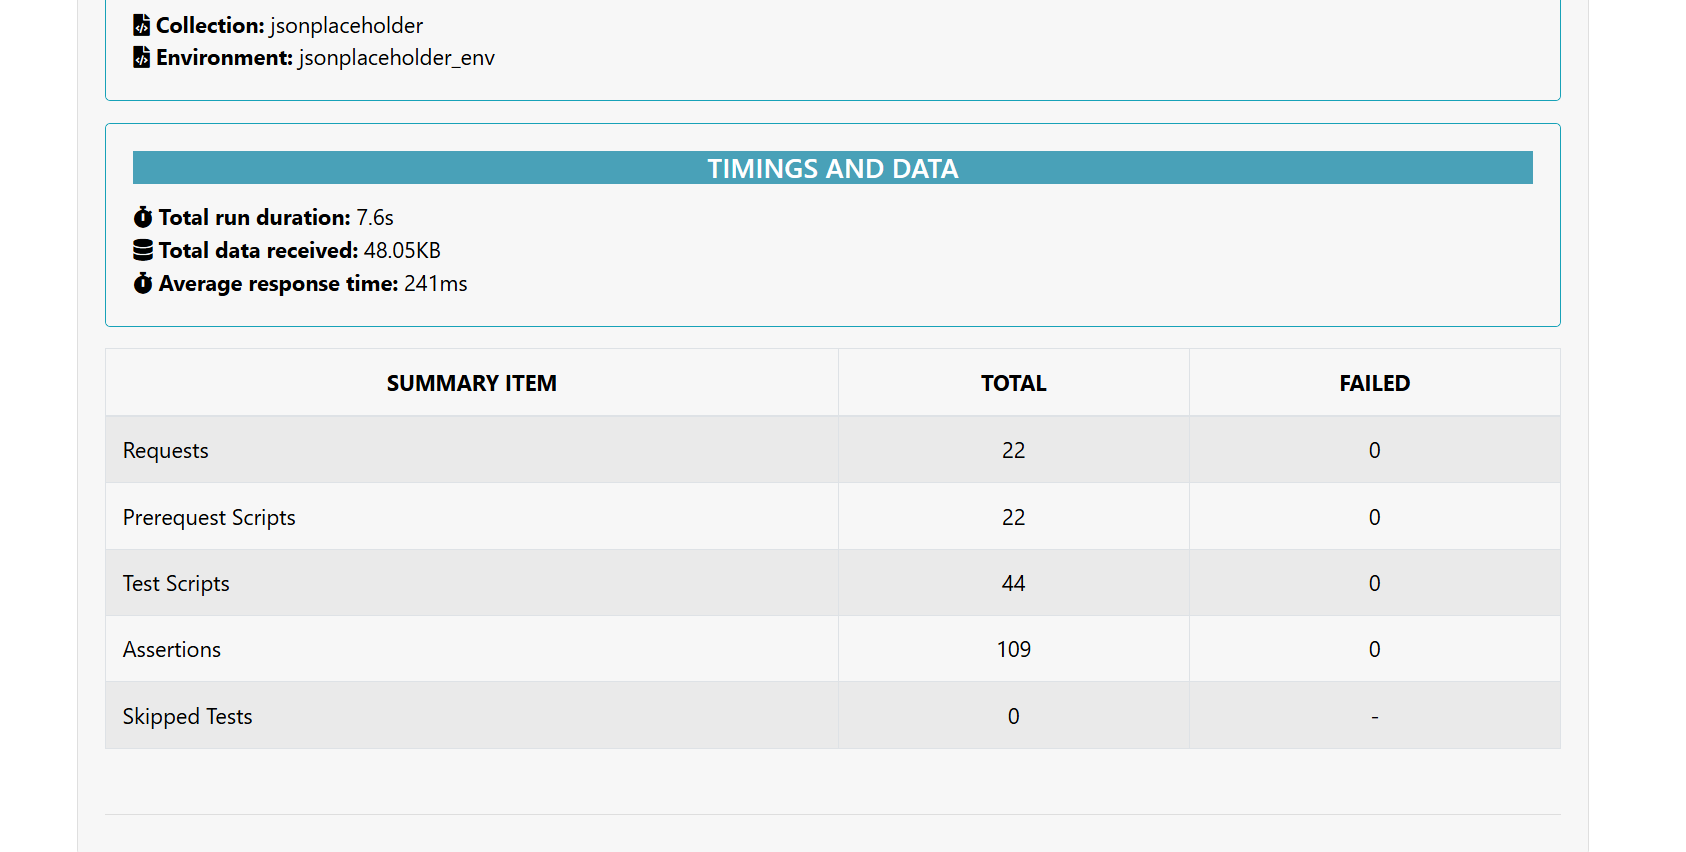 Collection: jsonplaceholder
Environment: jsonplaceholder_env
TIMINGS AND DATA
Total run duration: 7.6s
Total data received: 48.05KB
Average response time: 241ms
SUMMARY ITEM TOTAL FAILED
Requests 22 0
Prerequest Scripts 22 0
Test Scripts 44 0
Assertions 109 0
Skipped Tests 0 -